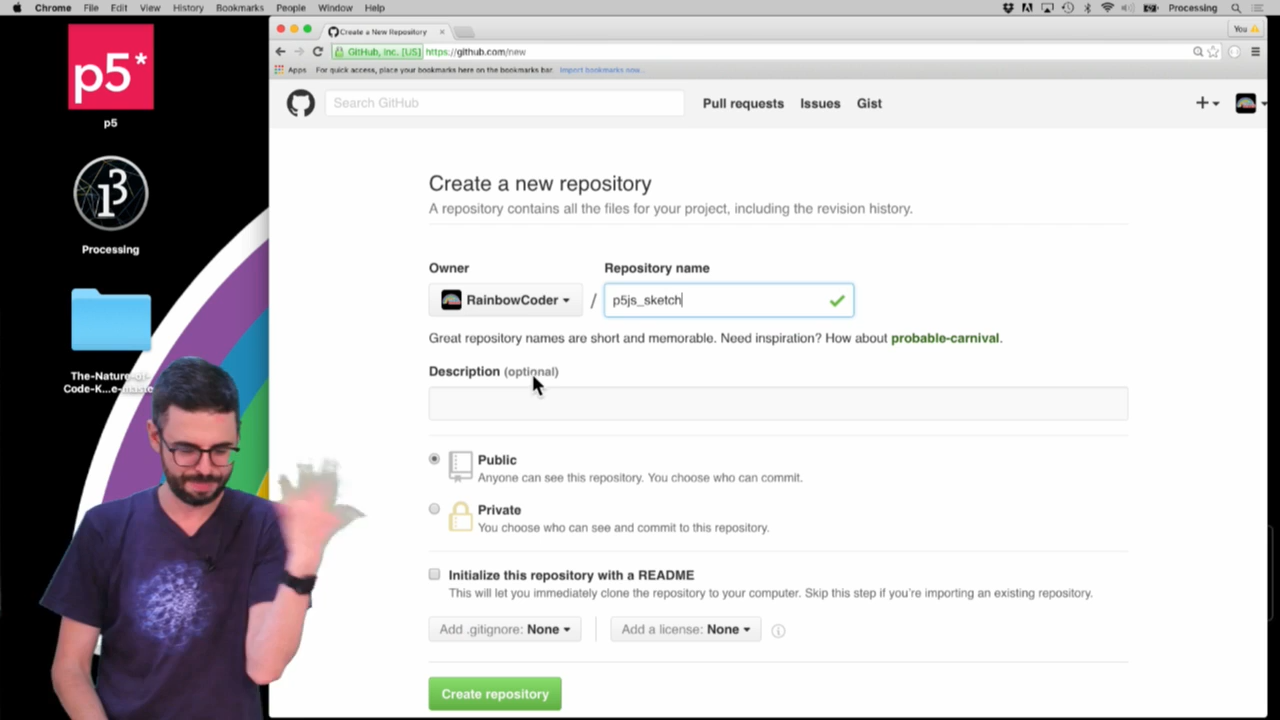 Chrome File Edit View History Bookmarks People Window Help Processing
p5*
p5
Processing
The-Nature-of-
Code-K...e-maste
Create a New Repository
You
GitHub, Inc. [US] https://github.com/new
Apps For quick access, place your bookmarks here on the bookmarks bar. Import bookmarks now...
Search GitHub Pull requests Issues Gist
Create a new repository
A repository contains all the files for your project, including the revision history.
Owner Repository name
RainbowCoder / p5js_sketch
Great repository names are short and memorable. Need inspiration? How about probable-carnival.
Description (optional)
Public
Anyone can see this repository. You choose who can commit.
Private
You choose who can see and commit to this repository.
Initialize this repository with a README
This will let you immediately clone the repository to your computer. Skip this step if you're importing an existing repository.
Add .gitignore: None Add a license: None
Create repository